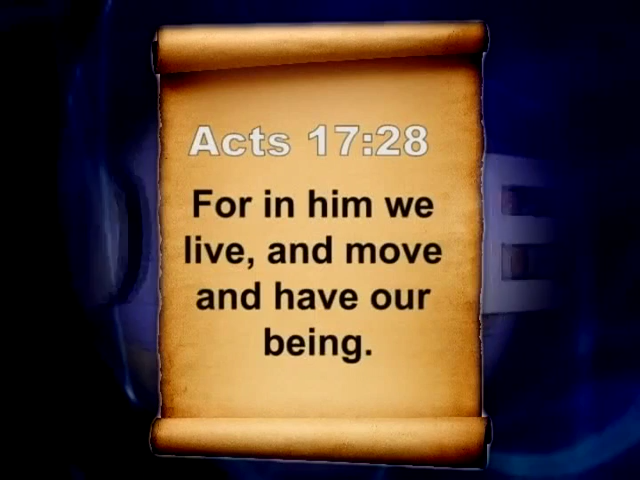 Acts 17:28
For in him we
live, and move
and have our
being.